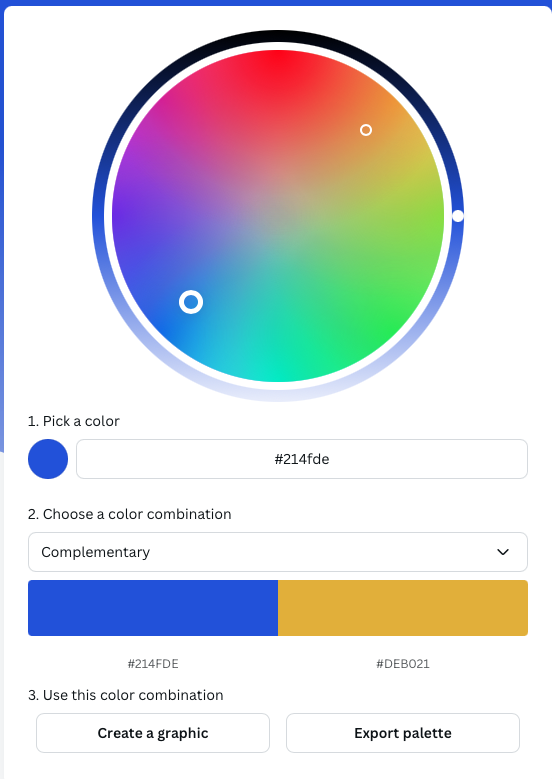 1. Pick a color
#214fde
2. Choose a color combination
Complementary
#214FDE #DEB021
3. Use this color combination
Create a graphic Export palette